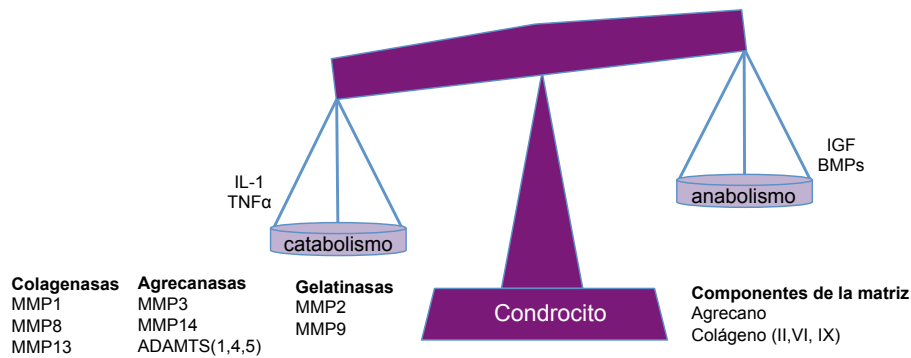 IL-1
TNFα
catabolismo
IGF
BMPs
anabolismo
Condrocito
Colagenasas
MMP1
MMP8
MMP13
Agrecanasas
MMP3
MMP14
ADAMTS(1,4,5)
Gelatinasas
MMP2
MMP9
Componentes de la matriz
Agrecano
Colágeno (II,VI, IX)